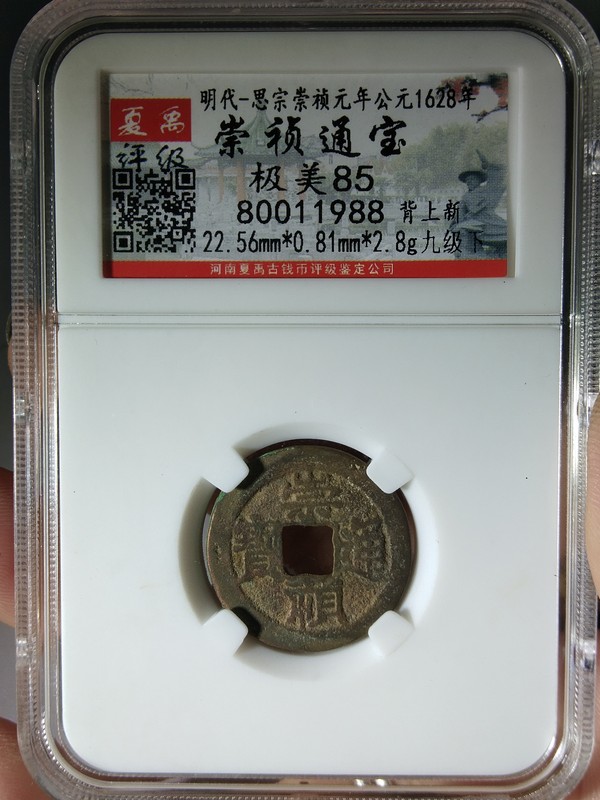 夏禹
评级
明代-思宗崇祯元年公元1628年
崇祯通宝
极美85
80011988 背上新
22.56mm*0.81mm*2.8g九级下
河南夏禹古钱币评级鉴定公司
崇
禎
通
寶